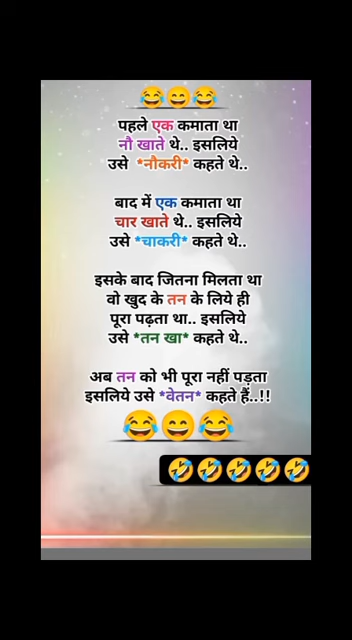 😂😄😂
पहले एक कमाता था
नौ खाते थे.. इसलिये
उसे *नौकरी* कहते थे..
बाद में एक कमाता था
चार खाते थे.. इसलिये
उसे *चाकरी* कहते थे..
इसके बाद जितना मिलता था
वो खुद के तन के लिये ही
पूरा पढ़ता था.. इसलिये
उसे *तन खा* कहते थे..
अब तन को भी पूरा नहीं पड़ता
इसलिये उसे *वेतन* कहते हैं..!!
😂😄😂
🤣🤣🤣🤣🤣